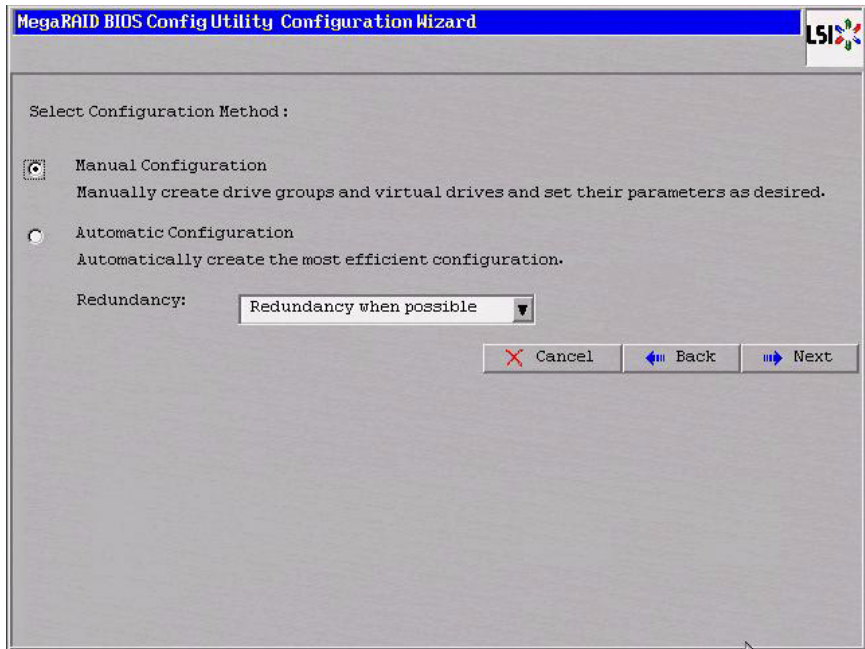 MegaRAID BIOS Config Utility Configuration Wizard
LSI
Select Configuration Method:
Manual Configuration
Manually create drive groups and virtual drives and set their parameters as desired.
Automatic Configuration
Automatically create the most efficient configuration.
Redundancy:
Redundancy when possible
Cancel
Back
Next